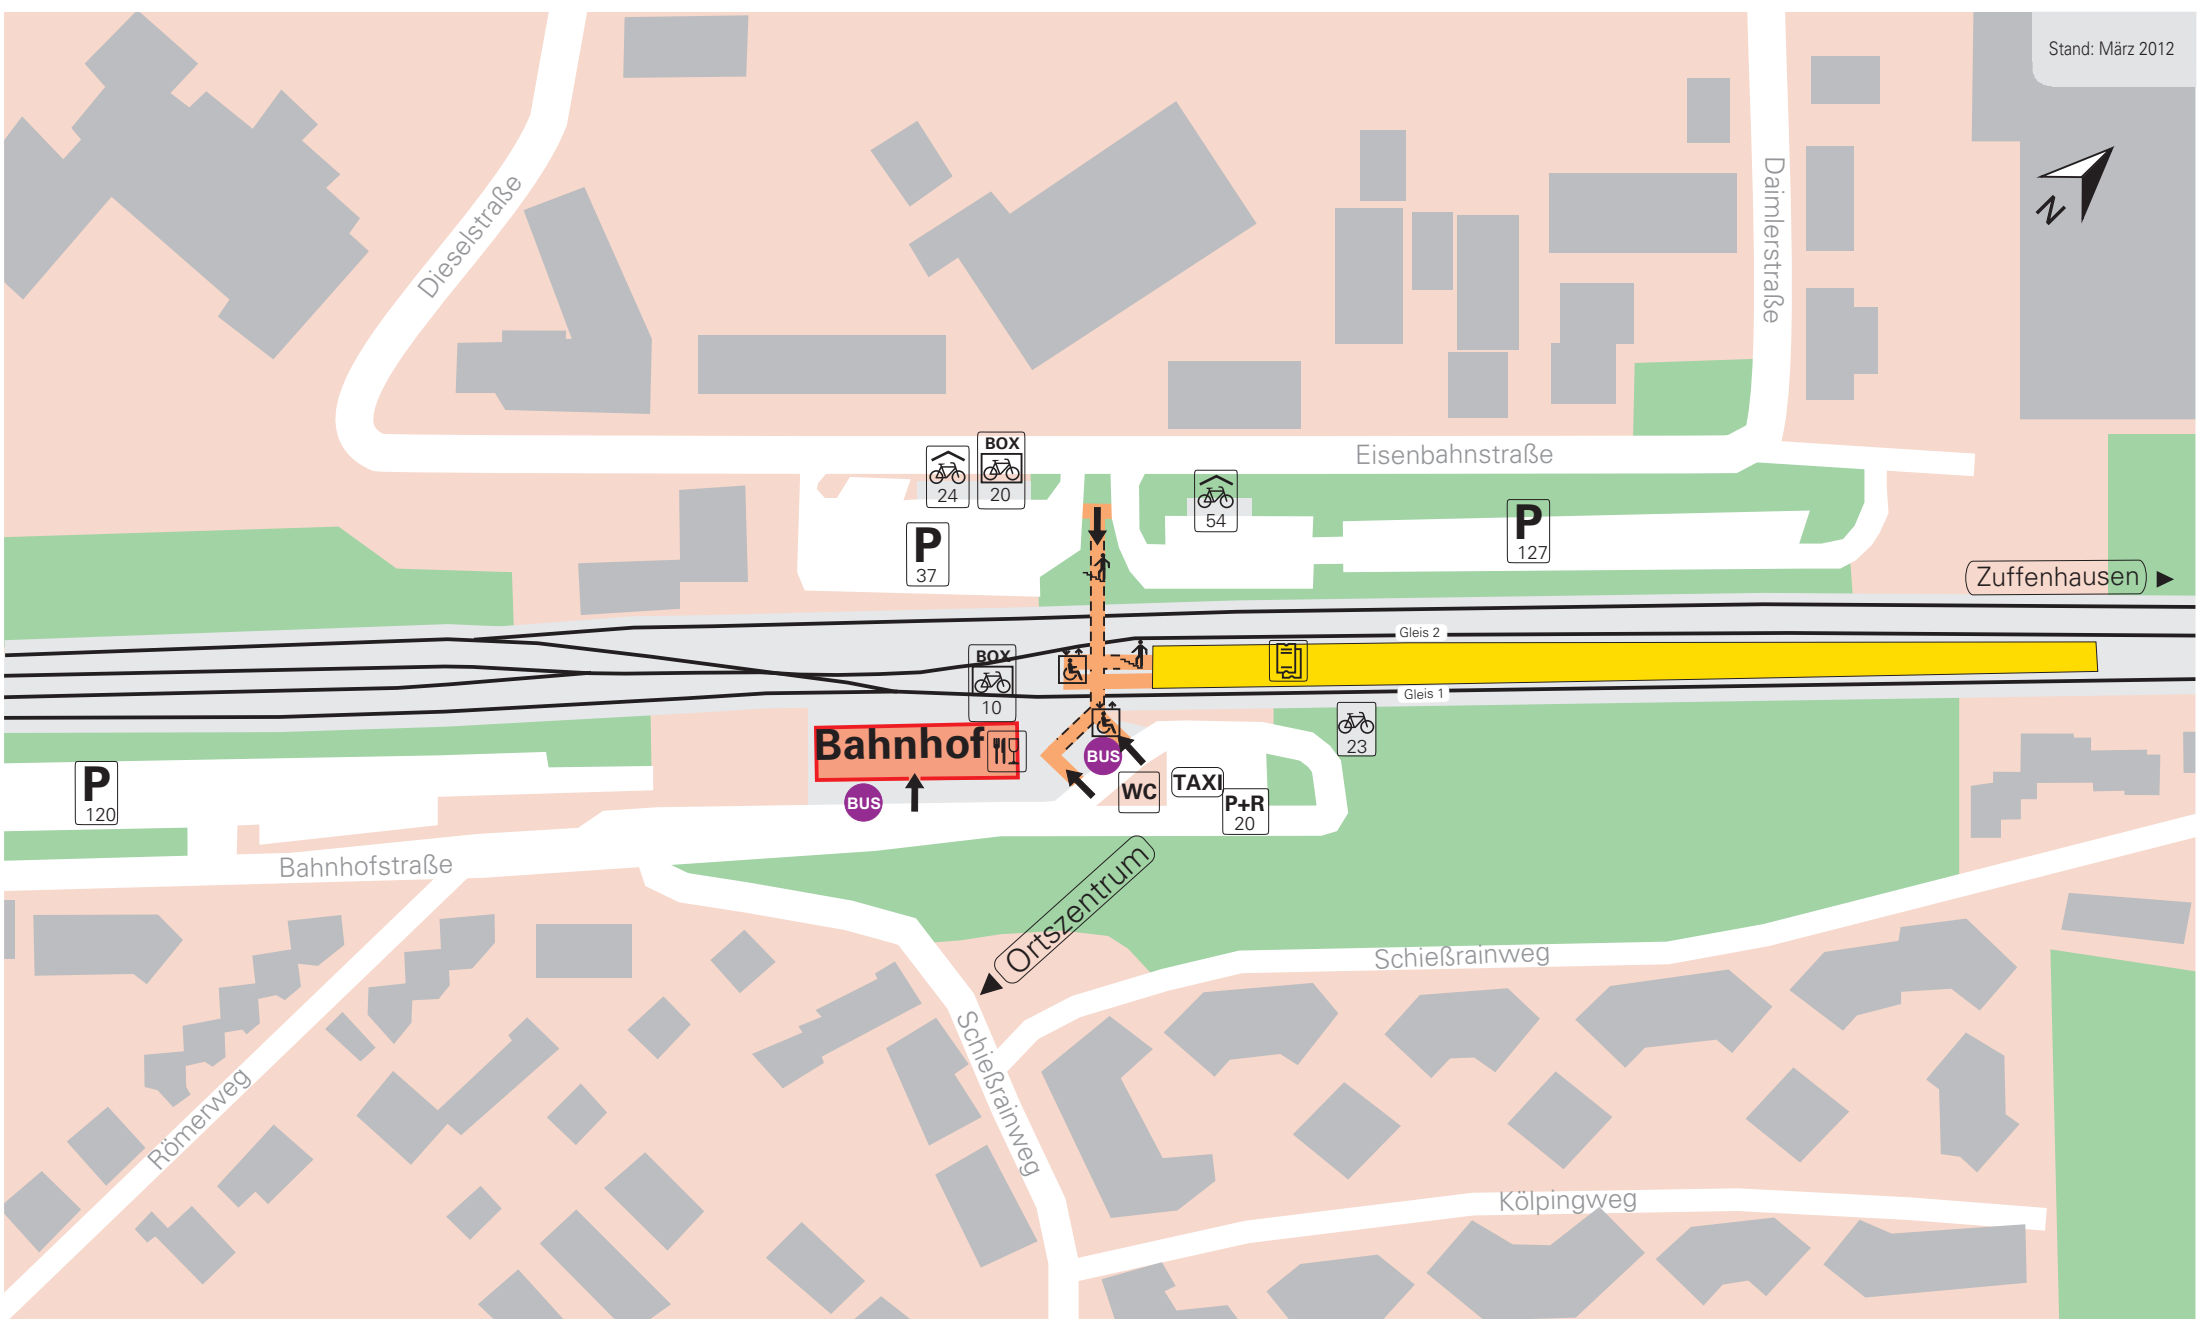 Stand: März 2012
Dieselstraße
Daimlerstraße
N
Eisenbahnstraße
BOX
24
20
54
P
37
P
127
Zuffenhausen
Gleis 2
Gleis 1
BOX
10
Bahnhof
BUS
BUS
23
WC
TAXI
P+R
20
P
120
Bahnhofstraße
Ortszentrum
Schießrainweg
Schießrainweg
Römerweg
Kölpingweg